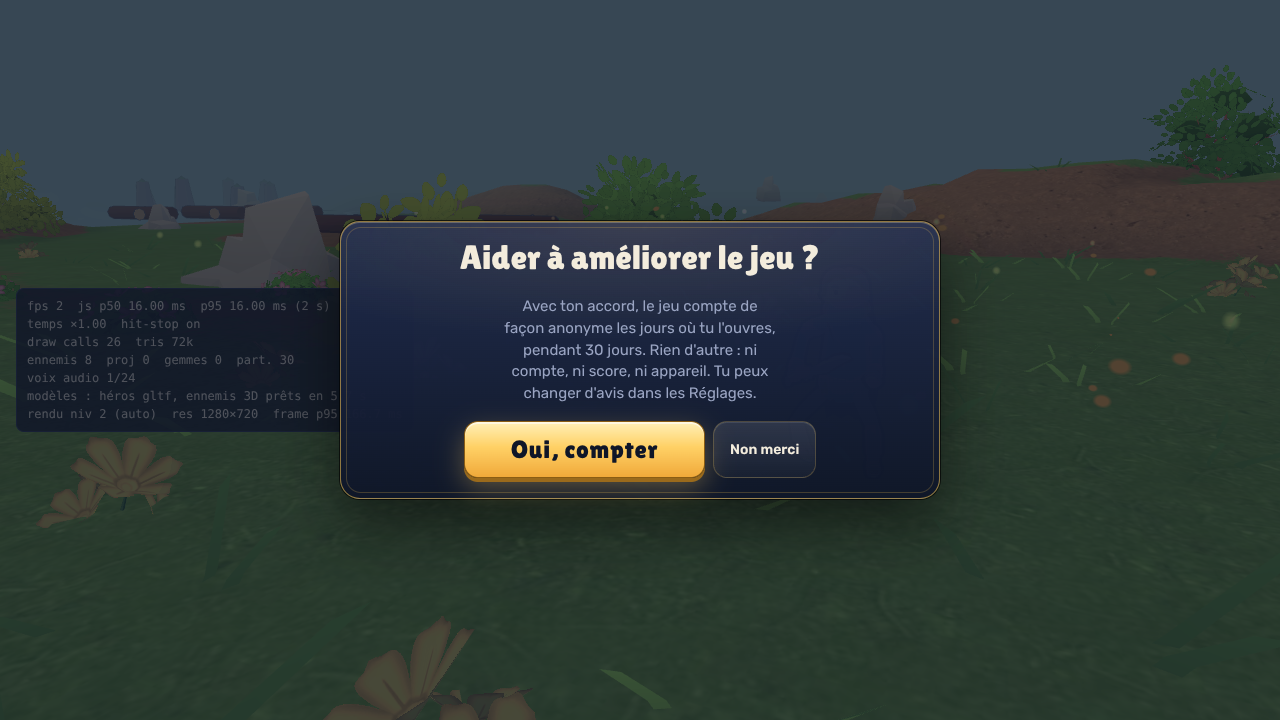 Aider à améliorer le jeu ?
Avec ton accord, le jeu compte de
façon anonyme les jours où tu l'ouvres,
pendant 30 jours. Rien d'autre : ni
compte, ni score, ni appareil. Tu peux
changer d'avis dans les Réglages.
Oui, compter
Non merci
fps 2 js p50 16.00 ms p95 16.00 ms (2 s)
temps ×1.00 hit-stop on
draw calls 26 tris 72k
ennemis 8 proj 0 gemmes 0 part. 30
voix audio 1/24
modèles : héros gltf, ennemis 3D prêts en 5
rendu niv 2 (auto) res 1280×720 frame p95